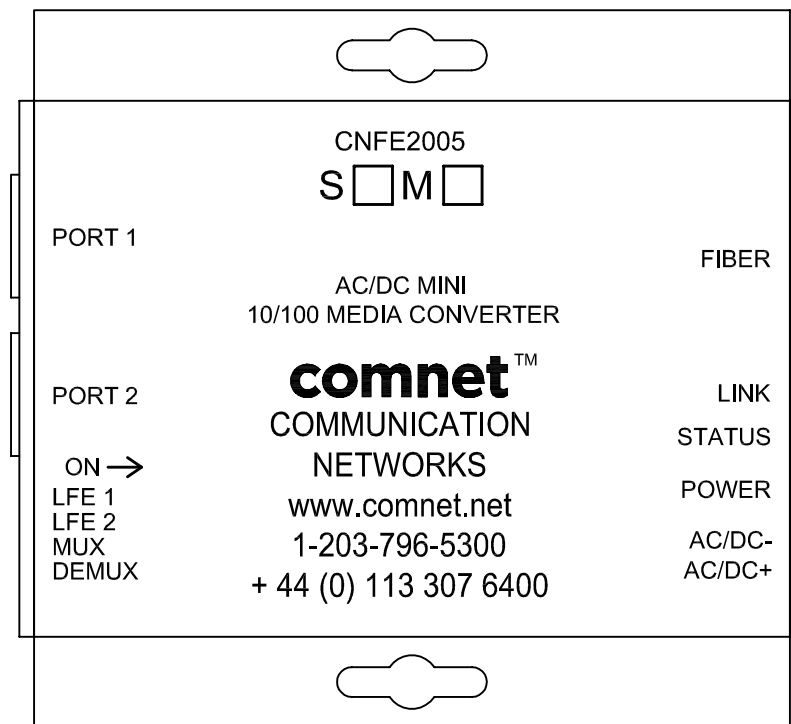 CNFE2005
S M
PORT 1
FIBER
AC/DC MINI
10/100 MEDIA CONVERTER
comnet™
PORT 2
LINK
COMMUNICATION
STATUS
NETWORKS
ON →
POWER
LFE 1
www.comnet.net
LFE 2
MUX
1-203-796-5300
AC/DC-
DEMUX
AC/DC+
+ 44 (0) 113 307 6400